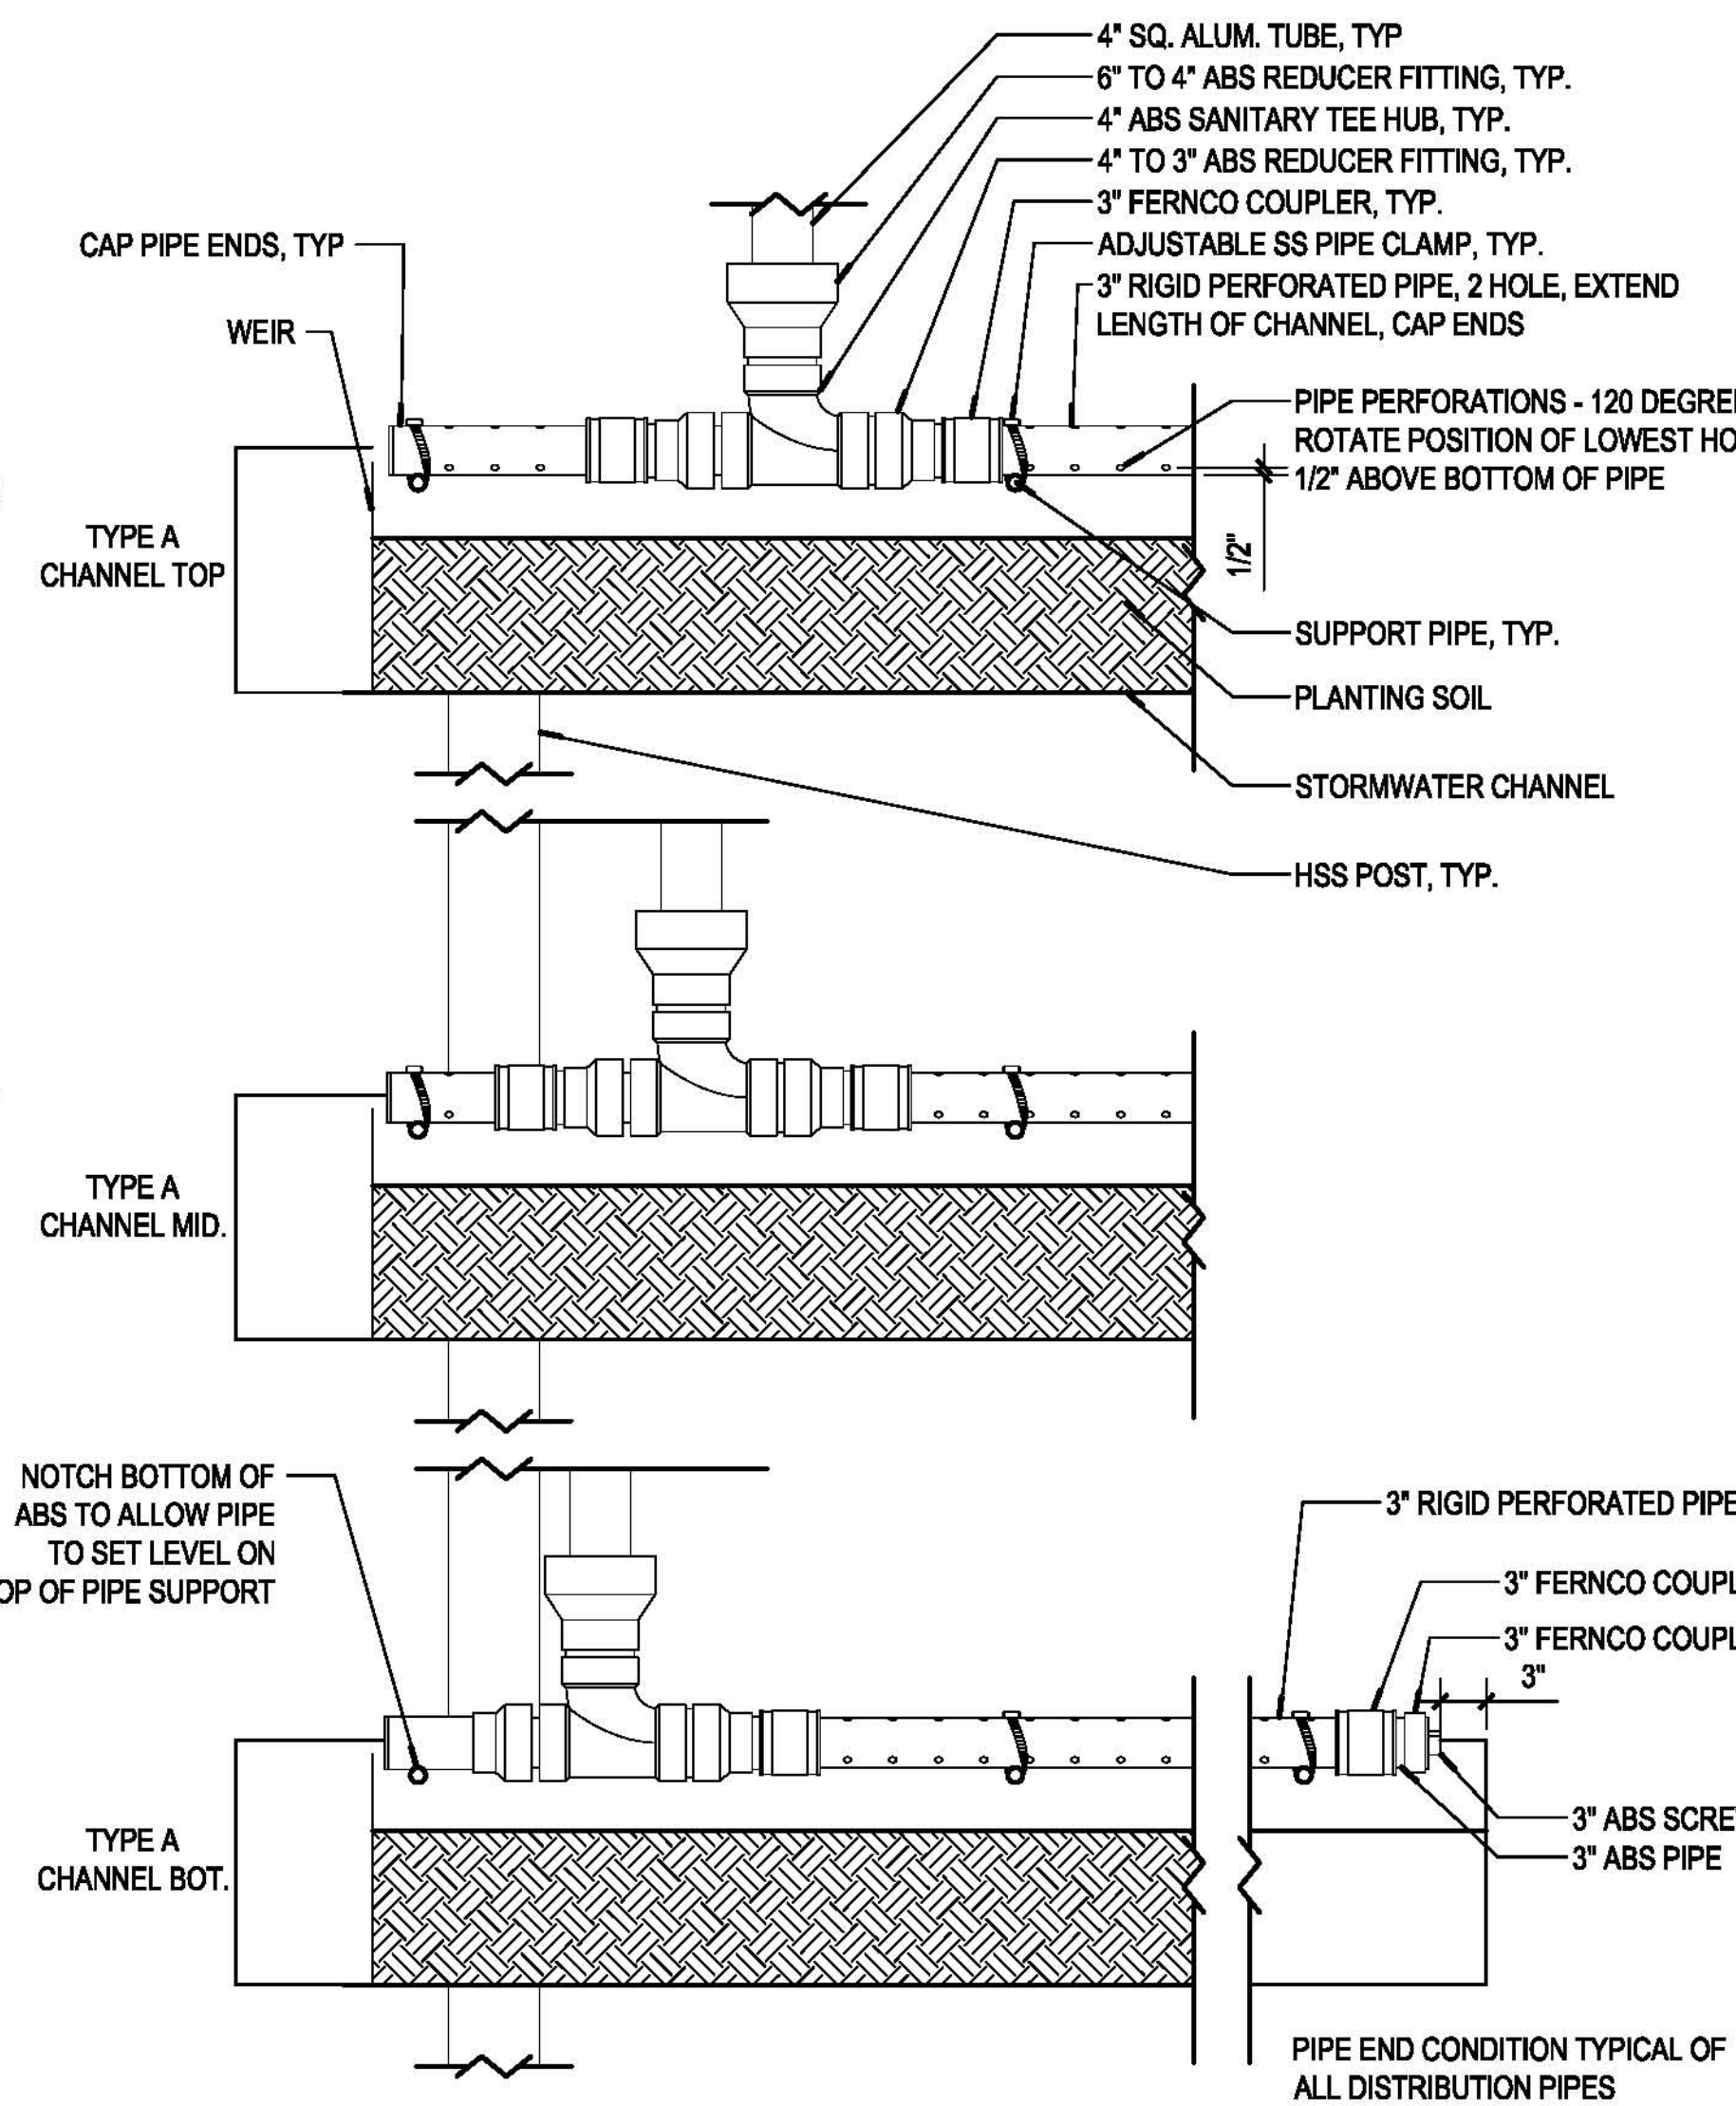 4" SQ. ALUM. TUBE, TYP
6" TO 4" ABS REDUCER FITTING, TYP.
4" ABS SANITARY TEE HUB, TYP.
4" TO 3" ABS REDUCER FITTING, TYP.
3" FERNCO COUPLER, TYP.
ADJUSTABLE SS PIPE CLAMP, TYP.
3" RIGID PERFORATED PIPE, 2 HOLE, EXTEND
LENGTH OF CHANNEL, CAP ENDS
CAP PIPE ENDS, TYP
WEIR
PIPE PERFORATIONS - 120
ROTATE POSITION OF LOWEST
1/2" ABOVE BOTTOM OF PIPE
TYPE A
CHANNEL TOP
1/2"
SUPPORT PIPE, TYP.
PLANTING SOIL
STORMWATER CHANNEL
HSS POST, TYP.
TYPE A
CHANNEL MID.
NOTCH BOTTOM OF
ABS TO ALLOW PIPE
TO SET LEVEL ON
OF PIPE SUPPORT
3" RIGID PERFORATED PIPE
3" FERNCO
3" FERNCO
3"
3" ABS
3" ABS PIPE
TYPE A
CHANNEL BOT.
PIPE END CONDITION TYPICAL OF
ALL DISTRIBUTION PIPES